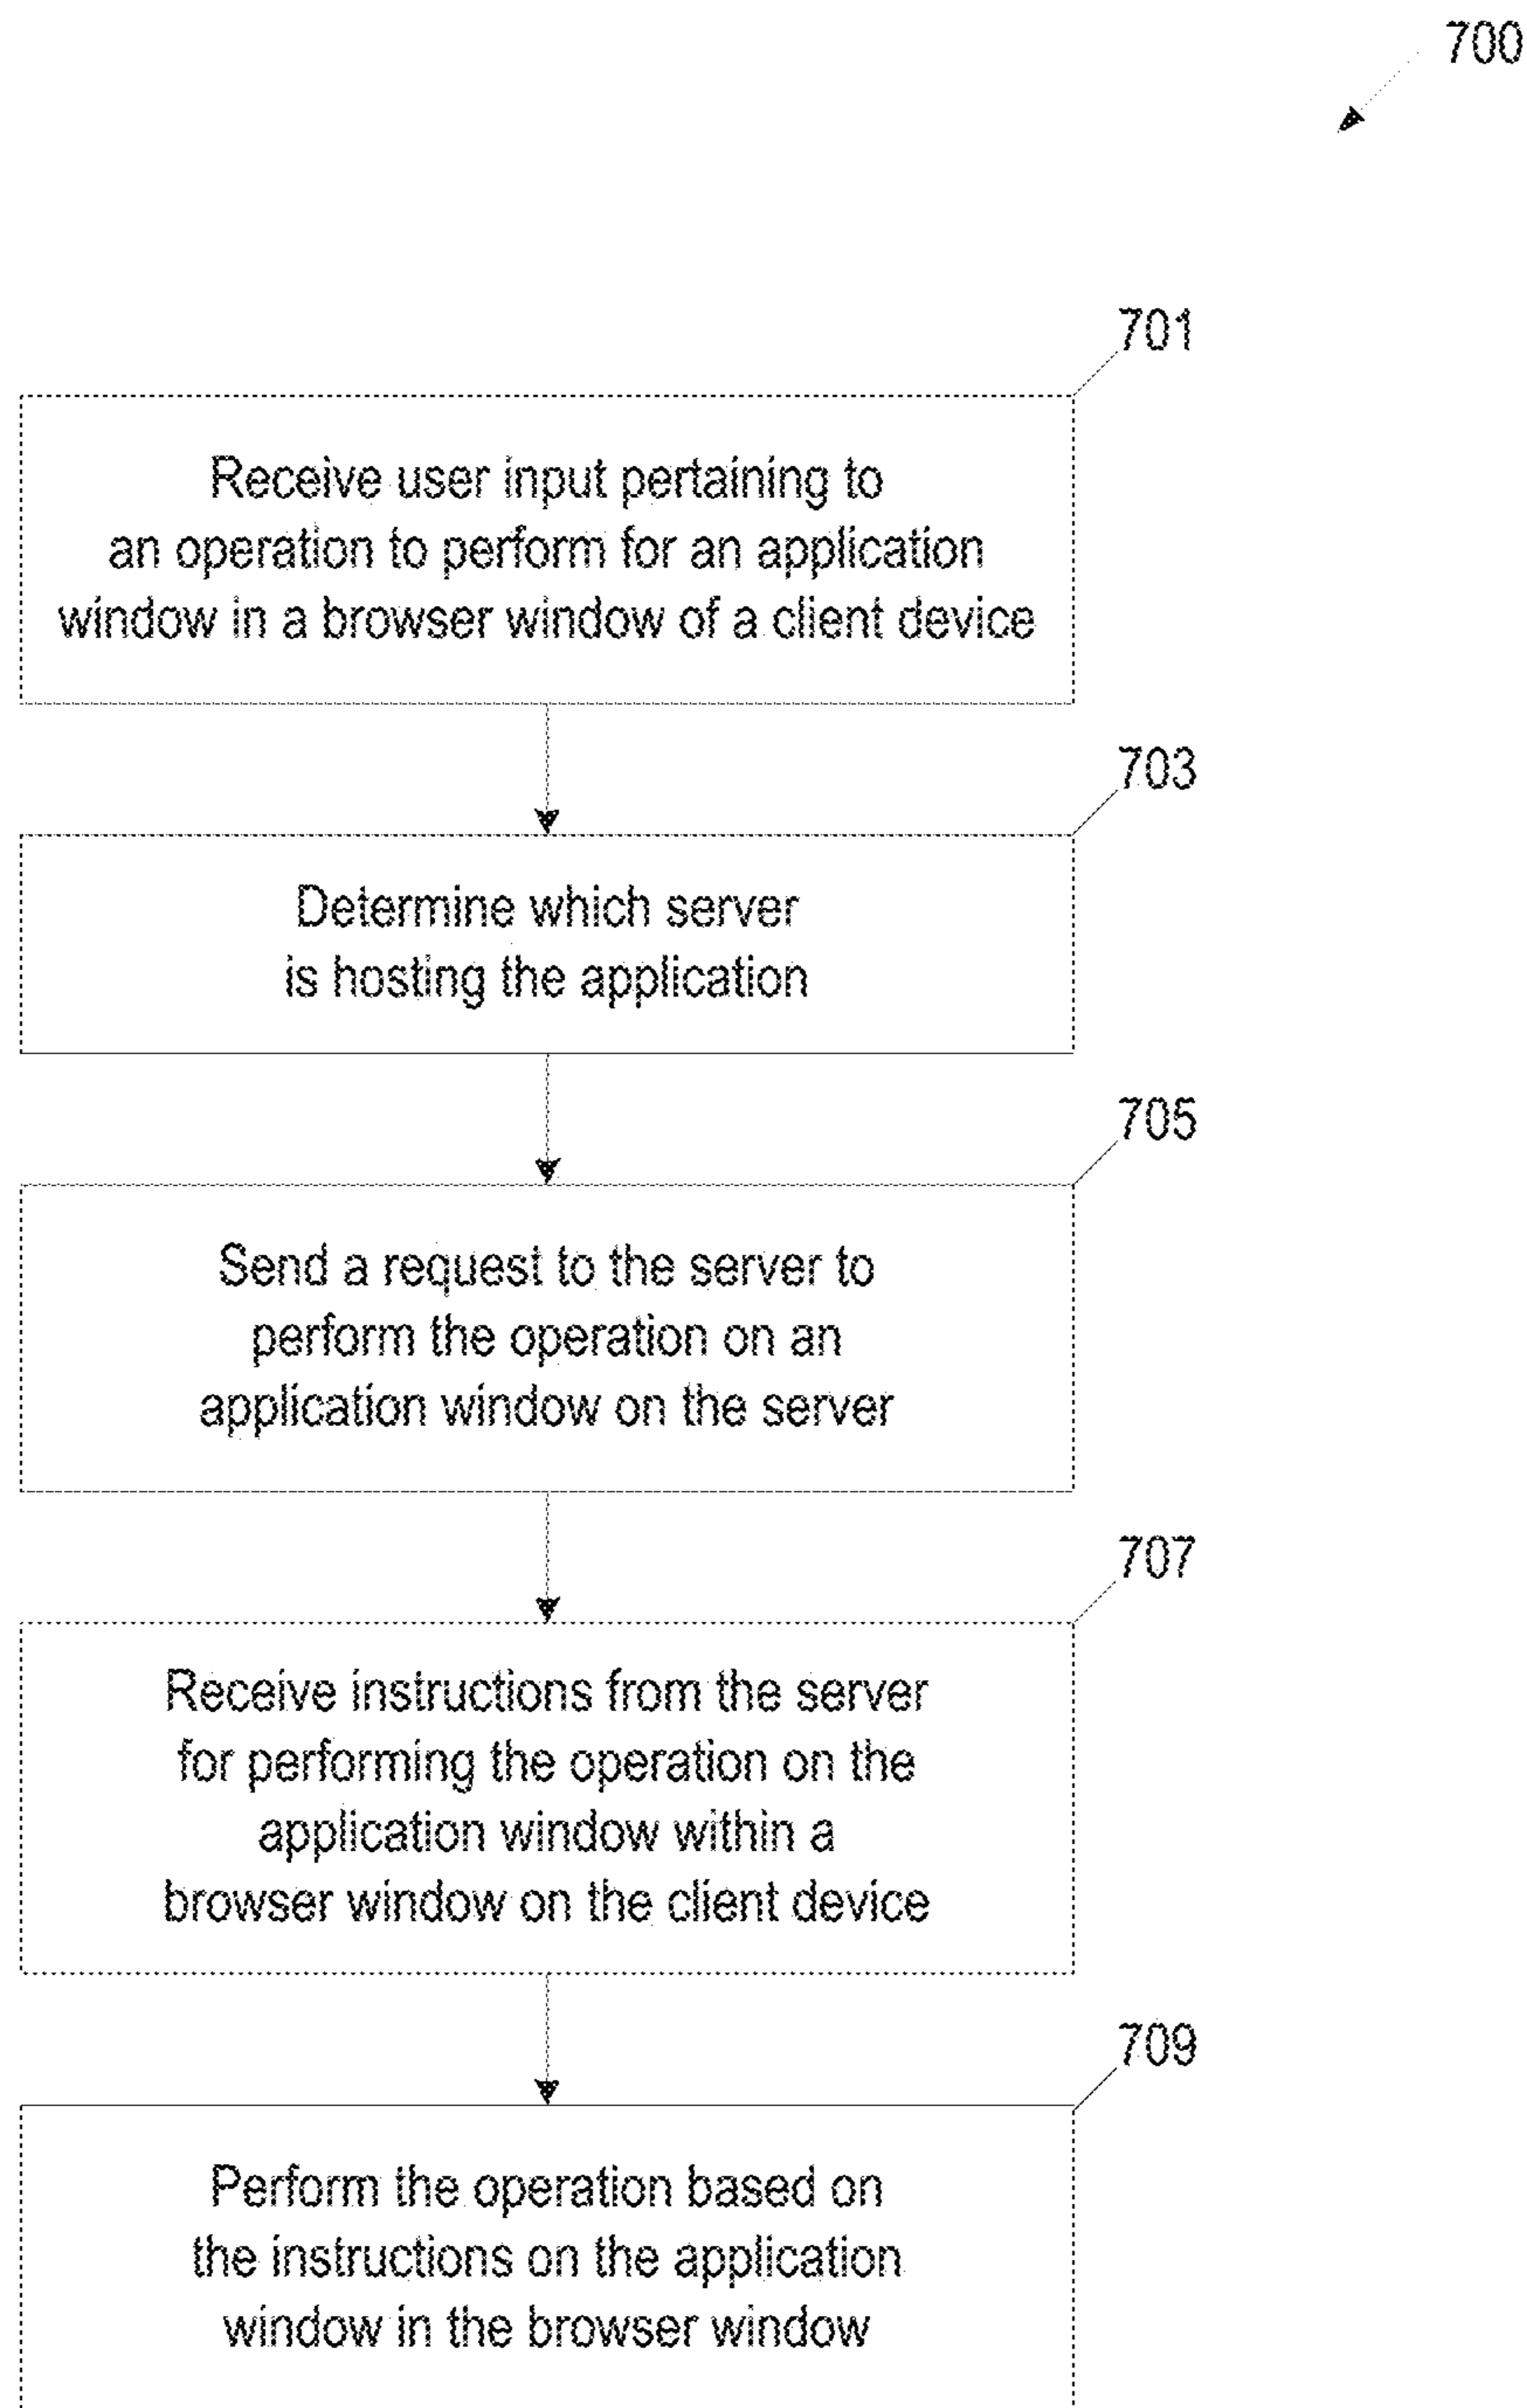 700
701
Receive user input pertaining to
an operation to perform for an application
window in a browser window of a client device
703
Determine which server
is hosting the application
705
Send a request to the server to
perform the operation on an
application window on the server
707
Receive instructions from the server
for performing the operation on the
application window within a
browser window on the client device
709
Perform the operation based on
the instructions on the application
window in the browser window